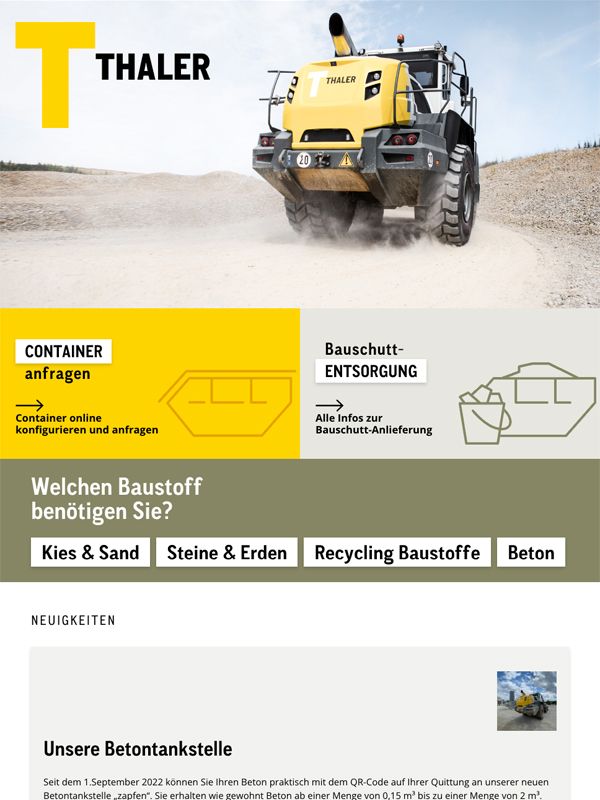 T THALER
T THALER
20
CONTAINER
anfragen
Container online
konfigurieren und anfragen
Bauschutt-
ENTSORGUNG
Alle Infos zur
Bauschutt-Anlieferung
Welchen Baustoff
benötigen Sie?
Kies & Sand
Steine & Erden
Recycling Baustoffe
Beton
NEUIGKEITEN
Unsere Betontankstelle
Seit dem 1.September 2022 können Sie Ihren Beton praktisch mit dem QR-Code auf Ihrer Quittung an unserer neuen
Betontankstelle „zapfen“. Sie erhalten wie gewohnt Beton ab einer Menge von 0,15 m³ bis zu einer Menge von 2 m³.